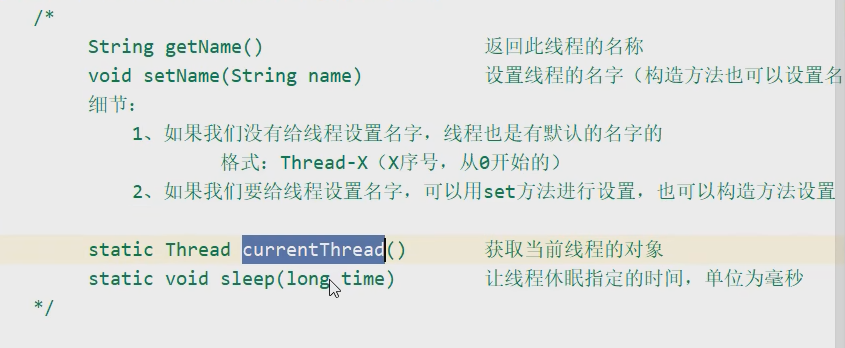 /*
String getName() 返回此线程的名称
void setName(String name) 设置线程的名字（构造方法也可以设置名
细节：
1、如果我们没有给线程设置名字，线程也是有默认的名字的
格式：Thread-X（X序号，从0开始的）
2、如果我们要给线程设置名字，可以用set方法进行设置，也可以构造方法设置
static Thread currentThread() 获取当前线程的对象
static void sleep(long time) 让线程休眠指定的时间，单位为毫秒
*/